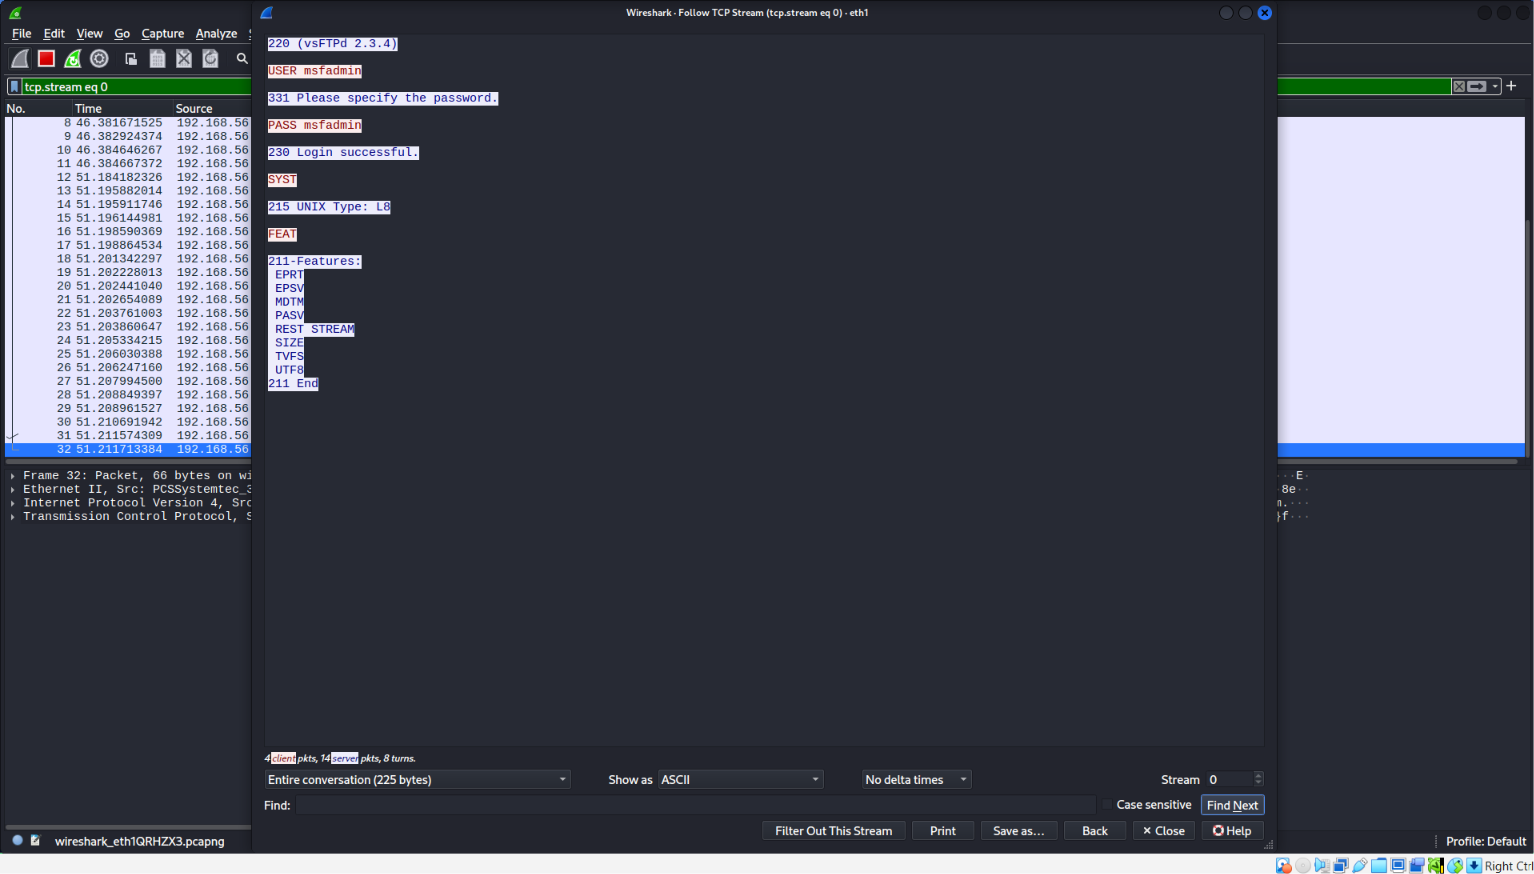 Wireshark · Follow TCP Stream (tcp.stream eq 0) · eth1
File Edit View Go Capture Analyze
tcp.stream eq 0
No. Time Source
8 46.381671525 192.168.56
9 46.382924374 192.168.56
10 46.384646267 192.168.56
11 46.384667372 192.168.56
12 51.184182326 192.168.56
13 51.195882014 192.168.56
14 51.195911746 192.168.56
15 51.196144981 192.168.56
16 51.198590369 192.168.56
17 51.198864534 192.168.56
18 51.201342297 192.168.56
19 51.202228013 192.168.56
20 51.202441040 192.168.56
21 51.202654089 192.168.56
22 51.203761003 192.168.56
23 51.203860647 192.168.56
24 51.205334215 192.168.56
25 51.206030388 192.168.56
26 51.206247160 192.168.56
27 51.207994500 192.168.56
28 51.208849397 192.168.56
29 51.208961527 192.168.56
30 51.210691942 192.168.56
31 51.211574309 192.168.56
32 51.211713384 192.168.56
Frame 32: Packet, 66 bytes on wi
Ethernet II, Src: PCSSystemtec_3
Internet Protocol Version 4, Src
Transmission Control Protocol, S
220 (vsFTPd 2.3.4)
USER msfadmin
331 Please specify the password.
PASS msfadmin
230 Login successful.
SYST
215 UNIX Type: L8
FEAT
211-Features:
EPRT
EPSV
MDTM
PASV
REST STREAM
SIZE
TVFS
UTF8
211 End
···E·
8e··
m.···
}f···
4 client pkts, 14 server pkts, 8 turns.
Entire conversation (225 bytes) Show as ASCII No delta times Stream 0
Find: Case sensitive Find Next
Filter Out This Stream Print Save as… Back × Close Help
wireshark_eth1QRHZX3.pcapng Profile: Default
Right Ctrl